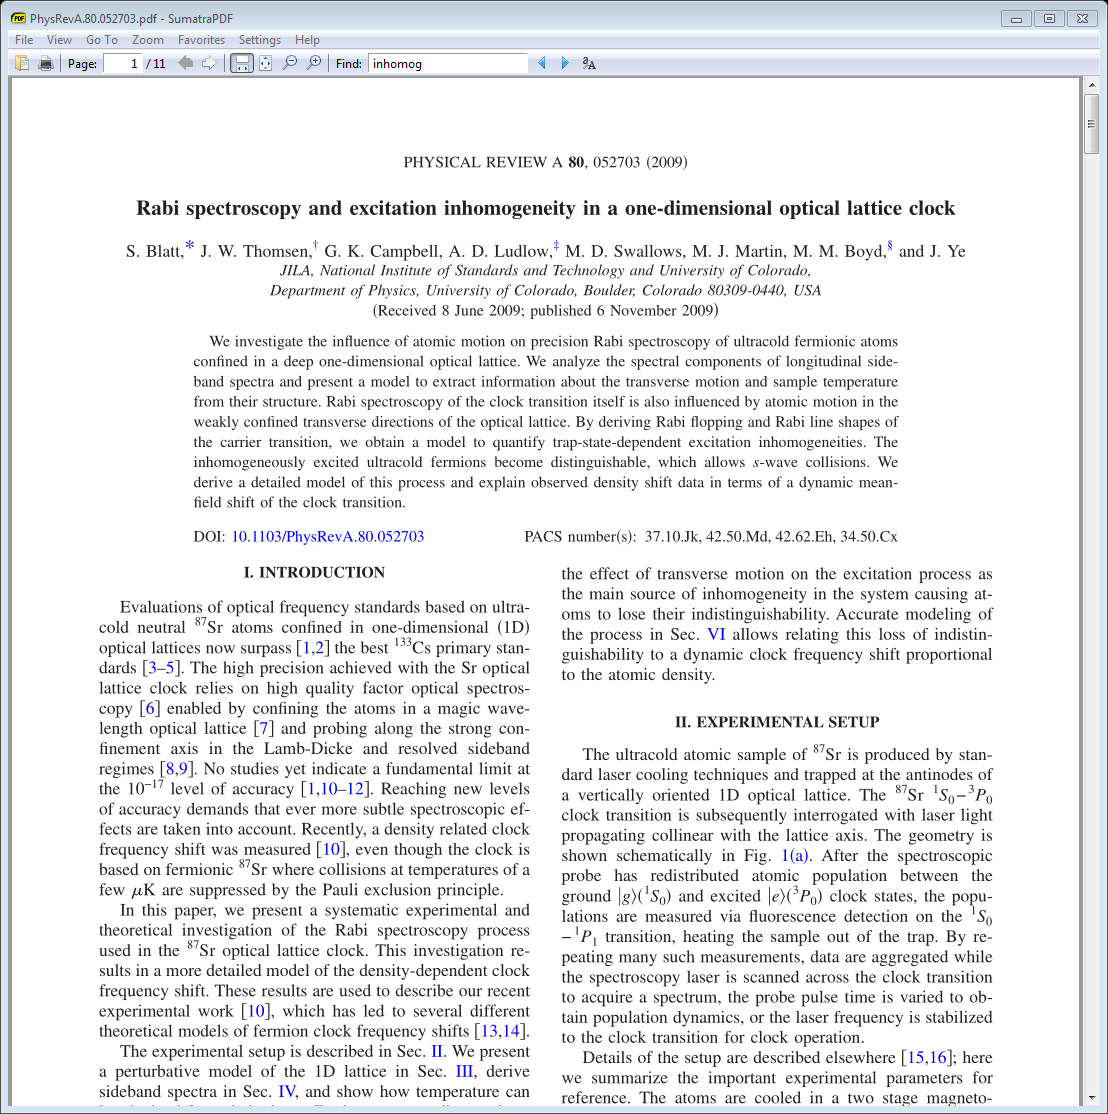 PhysRevA.80.052703.pdf - SumatraPDF
File View Go To Zoom Favorites Settings Help
Page: 1 / 11 Find: inhomog
PHYSICAL REVIEW A 80, 052703 (2009)
Rabi spectroscopy and excitation inhomogeneity in a one-dimensional optical lattice clock
S. Blatt,* J. W. Thomsen,† G. K. Campbell, A. D. Ludlow,‡ M. D. Swallows, M. J. Martin, M. M. Boyd,§ and J. Ye
JILA, National Institute of Standards and Technology and University of Colorado,
Department of Physics, University of Colorado, Boulder, Colorado 80309-0440, USA
(Received 8 June 2009; published 6 November 2009)
We investigate the influence of atomic motion on precision Rabi spectroscopy of ultracold fermionic atoms
confined in a deep one-dimensional optical lattice. We analyze the spectral components of longitudinal side-
band spectra and present a model to extract information about the transverse motion and sample temperature
from their structure. Rabi spectroscopy of the clock transition itself is also influenced by atomic motion in the
weakly confined transverse directions of the optical lattice. By deriving Rabi flopping and Rabi line shapes of
the carrier transition, we obtain a model to quantify trap-state-dependent excitation inhomogeneities. The
inhomogeneously excited ultracold fermions become distinguishable, which allows s-wave collisions. We
derive a detailed model of this process and explain observed density shift data in terms of a dynamic mean-
field shift of the clock transition.
DOI: 10.1103/PhysRevA.80.052703 PACS number(s): 37.10.Jk, 42.50.Md, 42.62.Eh, 34.50.Cx
I. INTRODUCTION
Evaluations of optical frequency standards based on ultra-
cold neutral ⁸⁷Sr atoms confined in one-dimensional (1D)
optical lattices now surpass [1,2] the best ¹³³Cs primary stan-
dards [3–5]. The high precision achieved with the Sr optical
lattice clock relies on high quality factor optical spectros-
copy [6] enabled by confining the atoms in a magic wave-
length optical lattice [7] and probing along the strong con-
finement axis in the Lamb-Dicke and resolved sideband
regimes [8,9]. No studies yet indicate a fundamental limit at
the 10⁻¹⁷ level of accuracy [1,10–12]. Reaching new levels
of accuracy demands that ever more subtle spectroscopic ef-
fects are taken into account. Recently, a density related clock
frequency shift was measured [10], even though the clock is
based on fermionic ⁸⁷Sr where collisions at temperatures of a
few μK are suppressed by the Pauli exclusion principle.
In this paper, we present a systematic experimental and
theoretical investigation of the Rabi spectroscopy process
used in the ⁸⁷Sr optical lattice clock. This investigation re-
sults in a more detailed model of the density-dependent clock
frequency shift. These results are used to describe our recent
experimental work [10], which has led to several different
theoretical models of fermion clock frequency shifts [13,14].
The experimental setup is described in Sec. II. We present
a perturbative model of the 1D lattice in Sec. III, derive
sideband spectra in Sec. IV, and show how temperature can
the effect of transverse motion on the excitation process as
the main source of inhomogeneity in the system causing at-
oms to lose their indistinguishability. Accurate modeling of
the process in Sec. VI allows relating this loss of indistin-
guishability to a dynamic clock frequency shift proportional
to the atomic density.
II. EXPERIMENTAL SETUP
The ultracold atomic sample of ⁸⁷Sr is produced by stan-
dard laser cooling techniques and trapped at the antinodes of
a vertically oriented 1D optical lattice. The ⁸⁷Sr ¹S₀–³P₀
clock transition is subsequently interrogated with laser light
propagating collinear with the lattice axis. The geometry is
shown schematically in Fig. 1(a). After the spectroscopic
probe has redistributed atomic population between the
ground |g⟩(¹S₀) and excited |e⟩(³P₀) clock states, the popu-
lations are measured via fluorescence detection on the ¹S₀
–¹P₁ transition, heating the sample out of the trap. By re-
peating many such measurements, data are aggregated while
the spectroscopy laser is scanned across the clock transition
to acquire a spectrum, the probe pulse time is varied to ob-
tain population dynamics, or the laser frequency is stabilized
to the clock transition for clock operation.
Details of the setup are described elsewhere [15,16]; here
we summarize the important experimental parameters for
reference. The atoms are cooled in a two stage magneto-